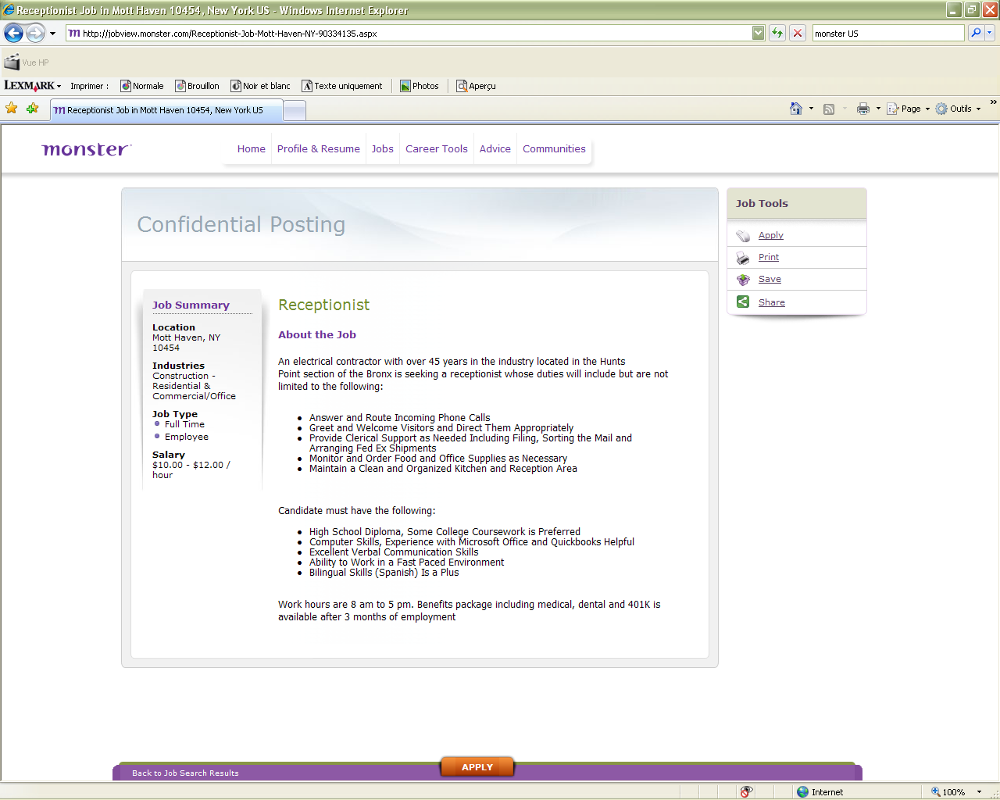 Receptionist Job in Mott Haven 10454, New York US - Windows Internet Explorer
http://jobview.monster.com/Receptionist-Job-Mott-Haven-NY-90334135.aspx
monster US
Vue HP
LEXMARK
Imprimer :
Normale
Brouillon
Noir et blanc
Texte uniquement
Photos
Aperçu
Receptionist Job in Mott Haven 10454, New York US
Page
Outils
monster
Home
Profile & Resume
Jobs
Career Tools
Advice
Communities
Confidential Posting
Job Tools
Apply
Print
Save
Share
Job Summary
Location
Mott Haven, NY
10454
Industries
Construction -
Residential &
Commercial/Office
Job Type
Full Time
Employee
Salary
$10.00 - $12.00 /
hour
Receptionist
About the Job
An electrical contractor with over 45 years in the industry located in the Hunts
Point section of the Bronx is seeking a receptionist whose duties will include but are not
limited to the following:
Answer and Route Incoming Phone Calls
Greet and Welcome Visitors and Direct Them Appropriately
Provide Clerical Support as Needed Including Filing, Sorting the Mail and
Arranging Fed Ex Shipments
Monitor and Order Food and Office Supplies as Necessary
Maintain a Clean and Organized Kitchen and Reception Area
Candidate must have the following:
High School Diploma, Some College Coursework is Preferred
Computer Skills, Experience with Microsoft Office and Quickbooks Helpful
Excellent Verbal Communication Skills
Ability to Work in a Fast Paced Environment
Bilingual Skills (Spanish) Is a Plus
Work hours are 8 am to 5 pm. Benefits package including medical, dental and 401K is
available after 3 months of employment
Back to Job Search Results
APPLY
Internet
100%